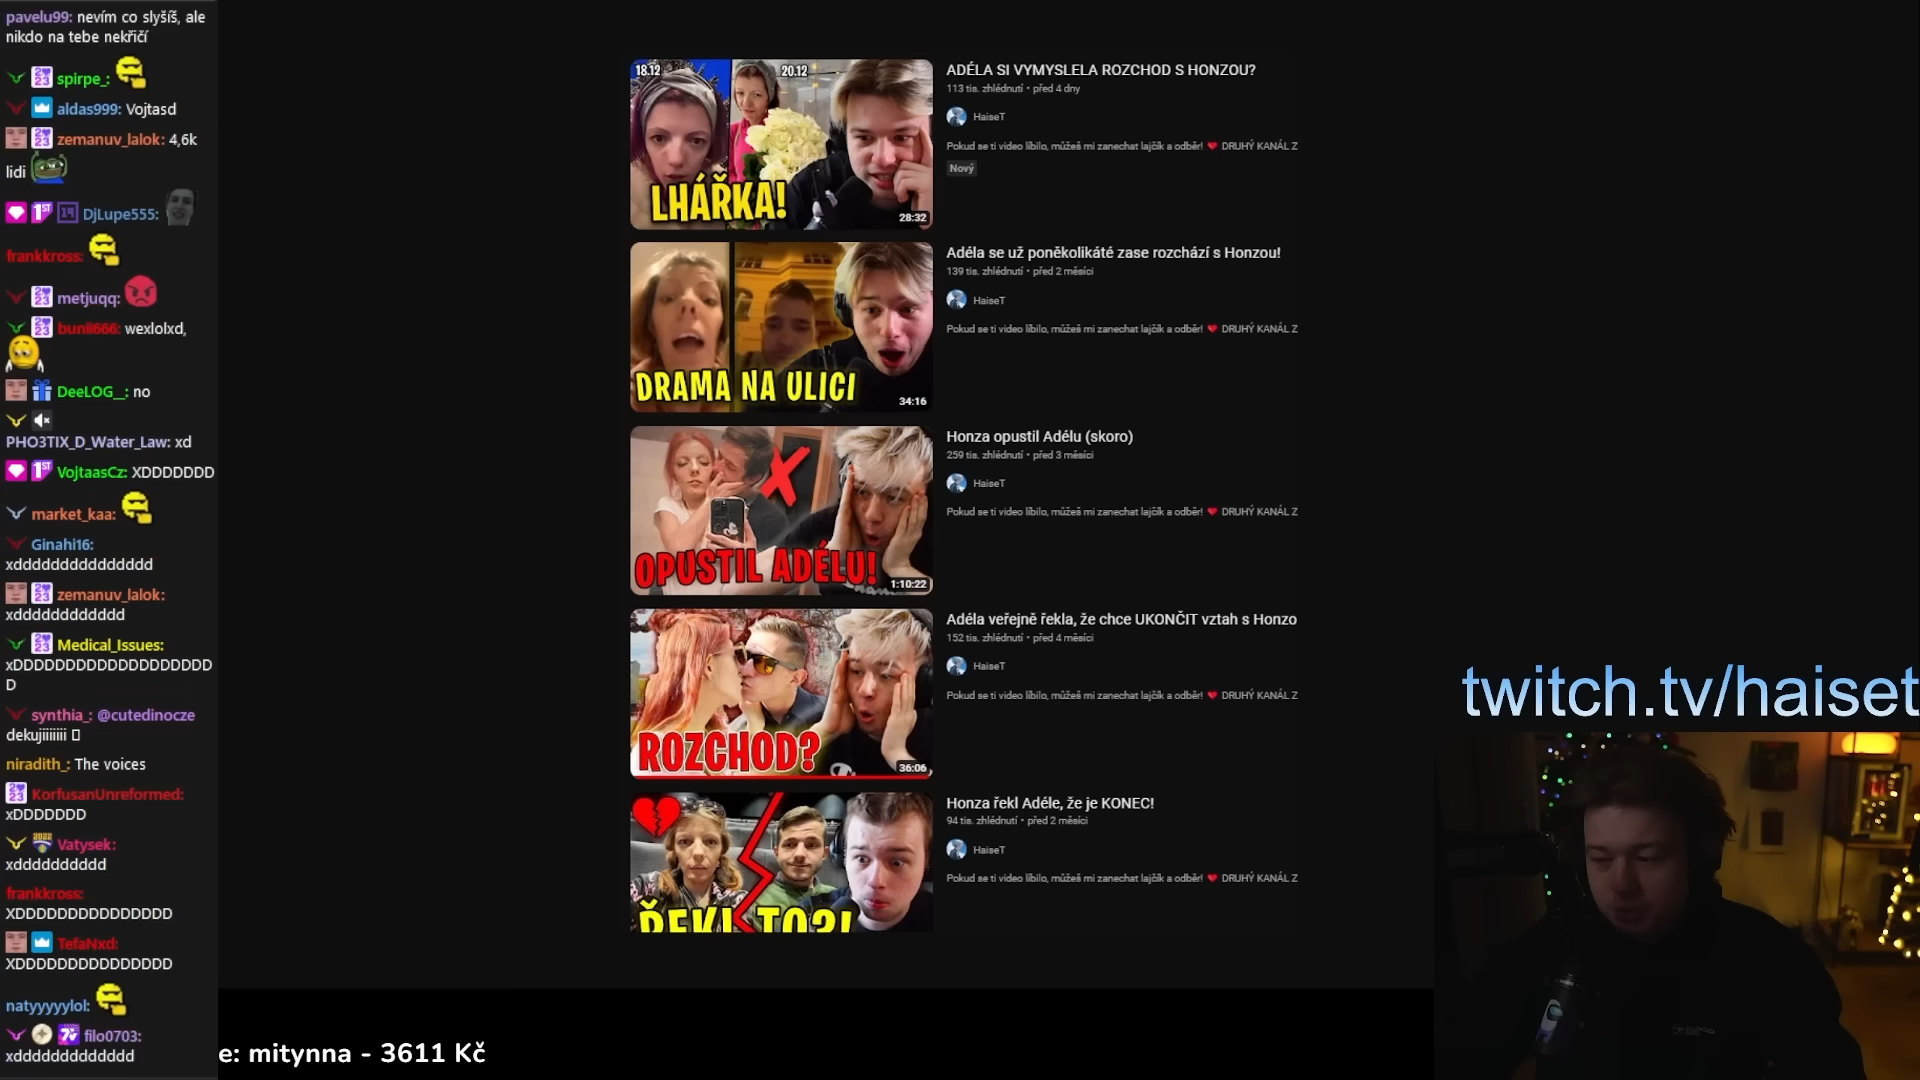 pavelu99: nevím co slyšíš, ale
nikdo na tebe nekřičí
spirpe_:
aldas999: Vojtasd
zemanuv_lalok: 4,6k
lidi
DjLupe555:
frankkross:
metjuqq:
bunii666: wexlolxd,
DeeLOG__: no
PHO3TIX_D_Water_Law: xd
VojtaasCz: XDDDDDDD
market_kaa:
Ginahi16:
xddddddddddddddd
zemanuv_lalok:
xdddddddddddd
Medical_Issues:
xDDDDDDDDDDDDDDDDDDD
D
synthia_: @cutedinocze
dekujiiiiiii
niradith_: The voices
KorfusanUnreformed:
xDDDDDDD
Vatysek:
xdddddddddd
frankkross:
XDDDDDDDDDDDDDDD
TefaNxd:
XDDDDDDDDDDDDDDD
natyyyyylol:
filo0703:
xddddddddddddd
18.12
20.12
LHÁŘKA!
28:32
ADÉLA SI VYMYSLELA ROZCHOD S HONZOU?
113 tis. zhlédnutí • před 4 dny
HaiseT
Pokud se ti video líbilo, můžeš mi zanechat lajčík a odběr! ❤ DRUHÝ KANÁL Z
Nový
DRAMA NA ULICI
34:16
Adéla se už poněkolikáté zase rozchází s Honzou!
139 tis. zhlédnutí • před 2 měsíci
HaiseT
Pokud se ti video líbilo, můžeš mi zanechat lajčík a odběr! ❤ DRUHÝ KANÁL Z
OPUSTIL ADÉLU!
1:10:22
Honza opustil Adélu (skoro)
259 tis. zhlédnutí • před 3 měsíci
HaiseT
Pokud se ti video líbilo, můžeš mi zanechat lajčík a odběr! ❤ DRUHÝ KANÁL Z
ROZCHOD?
36:06
Adéla veřejně řekla, že chce UKONČIT vztah s Honzo
152 tis. zhlédnutí • před 4 měsíci
HaiseT
Pokud se ti video líbilo, můžeš mi zanechat lajčík a odběr! ❤ DRUHÝ KANÁL Z
ŘEKL TO?!
Honza řekl Adéle, že je KONEC!
94 tis. zhlédnutí • před 2 měsíci
HaiseT
Pokud se ti video líbilo, můžeš mi zanechat lajčík a odběr! ❤ DRUHÝ KANÁL Z
twitch.tv/haiset
e: mitynna - 3611 Kč